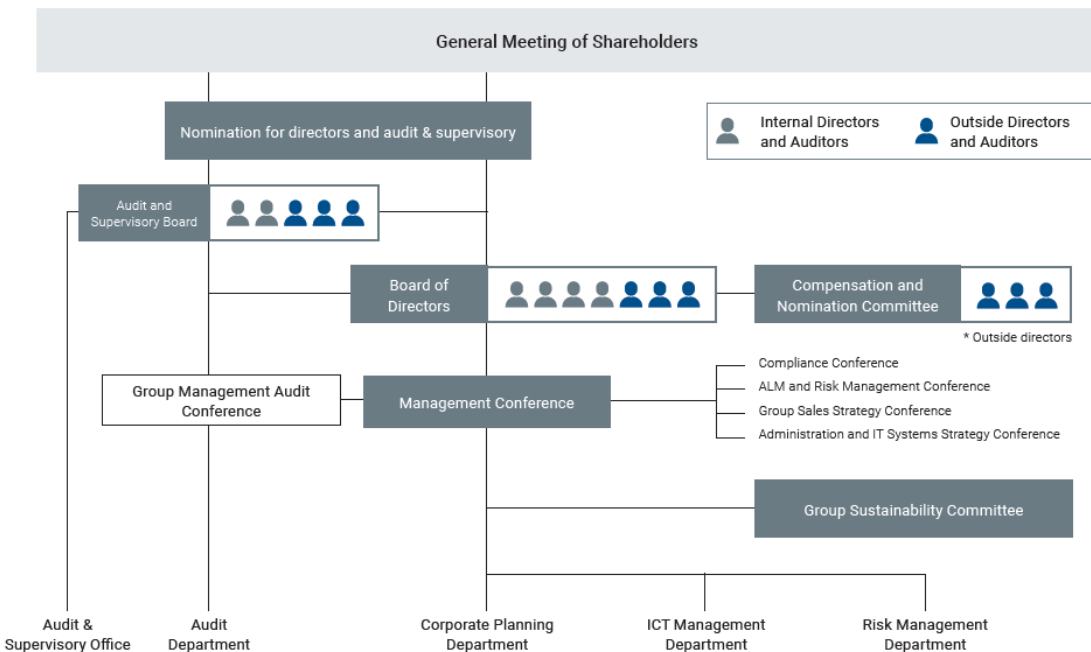 General Meeting of Shareholders
Nomination for directors and audit & supervisory
Internal Directors
and Auditors
Outside Directors
and Auditors
Audit and
Supervisory Board
Board of
Directors
Compensation and
Nomination Committee
* Outside directors
Group Management Audit
Conference
Management Conference
Compliance Conference
ALM and Risk Management Conference
Group Sales Strategy Conference
Administration and IT Systems Strategy Conference
Group Sustainability Committee
Audit &
Supervisory Office
Audit
Department
Corporate Planning
Department
ICT Management
Department
Risk Management
Department